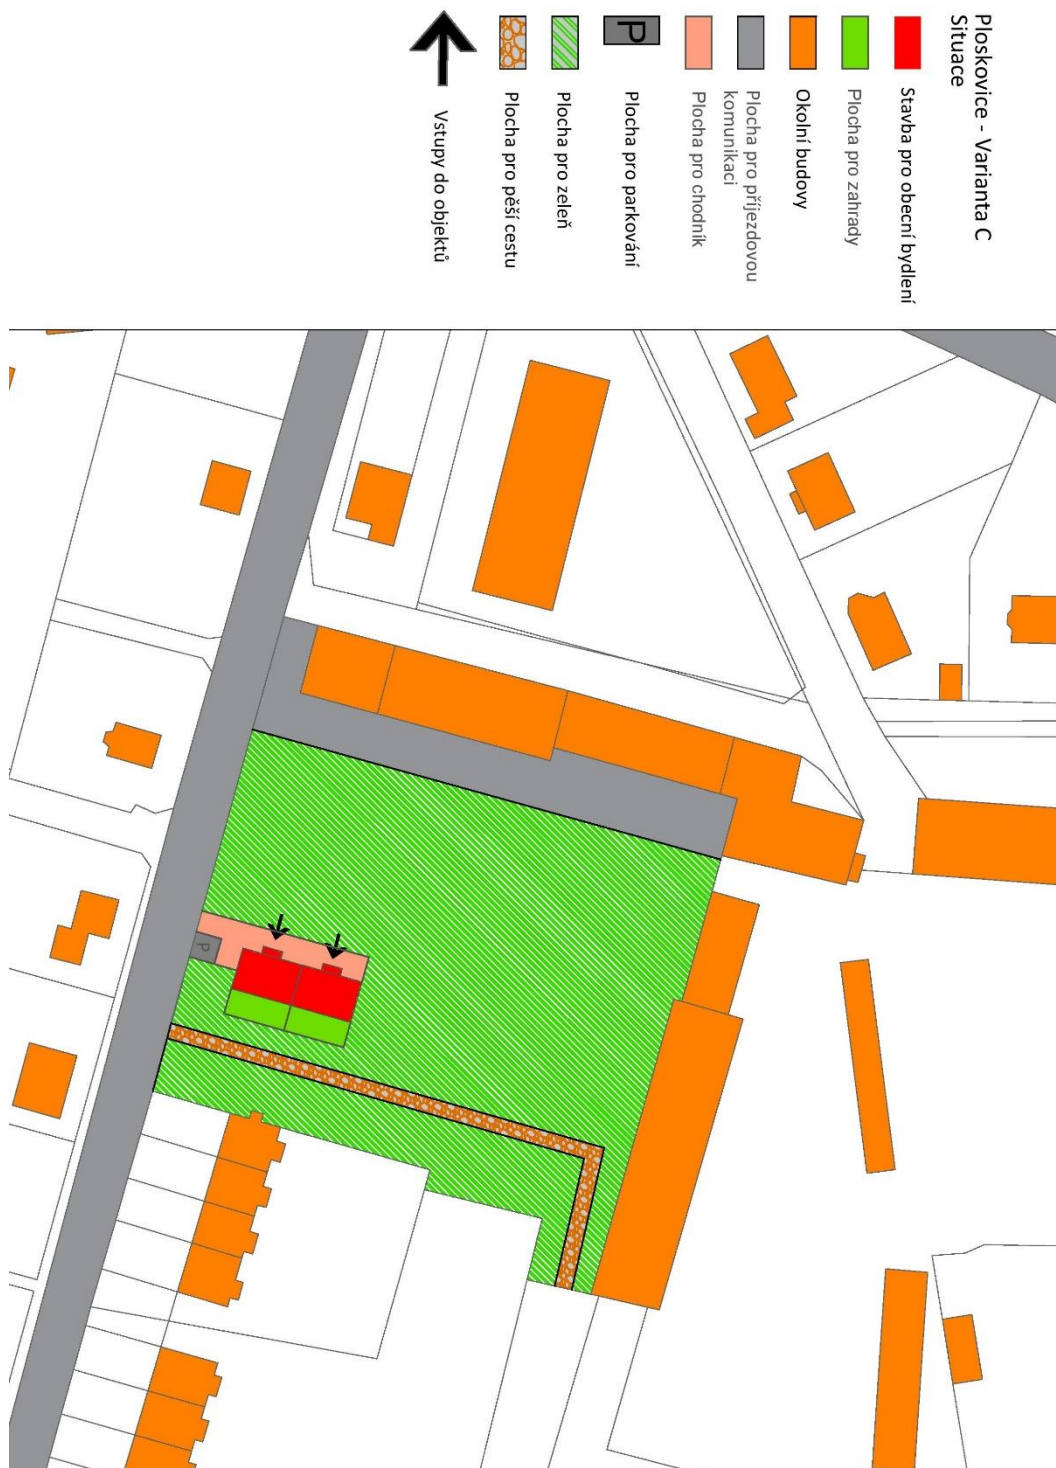 Ploskovice - Varianta C
Situace
Stavba pro obecní bydlení
Plocha pro zahrady
Okolní budovy
Plocha pro příjezdovou
komunikaci
Plocha pro chodník
P
Plocha pro parkování
Plocha pro zeleň
Plocha pro pěší cestu
Vstupy do objektů
P